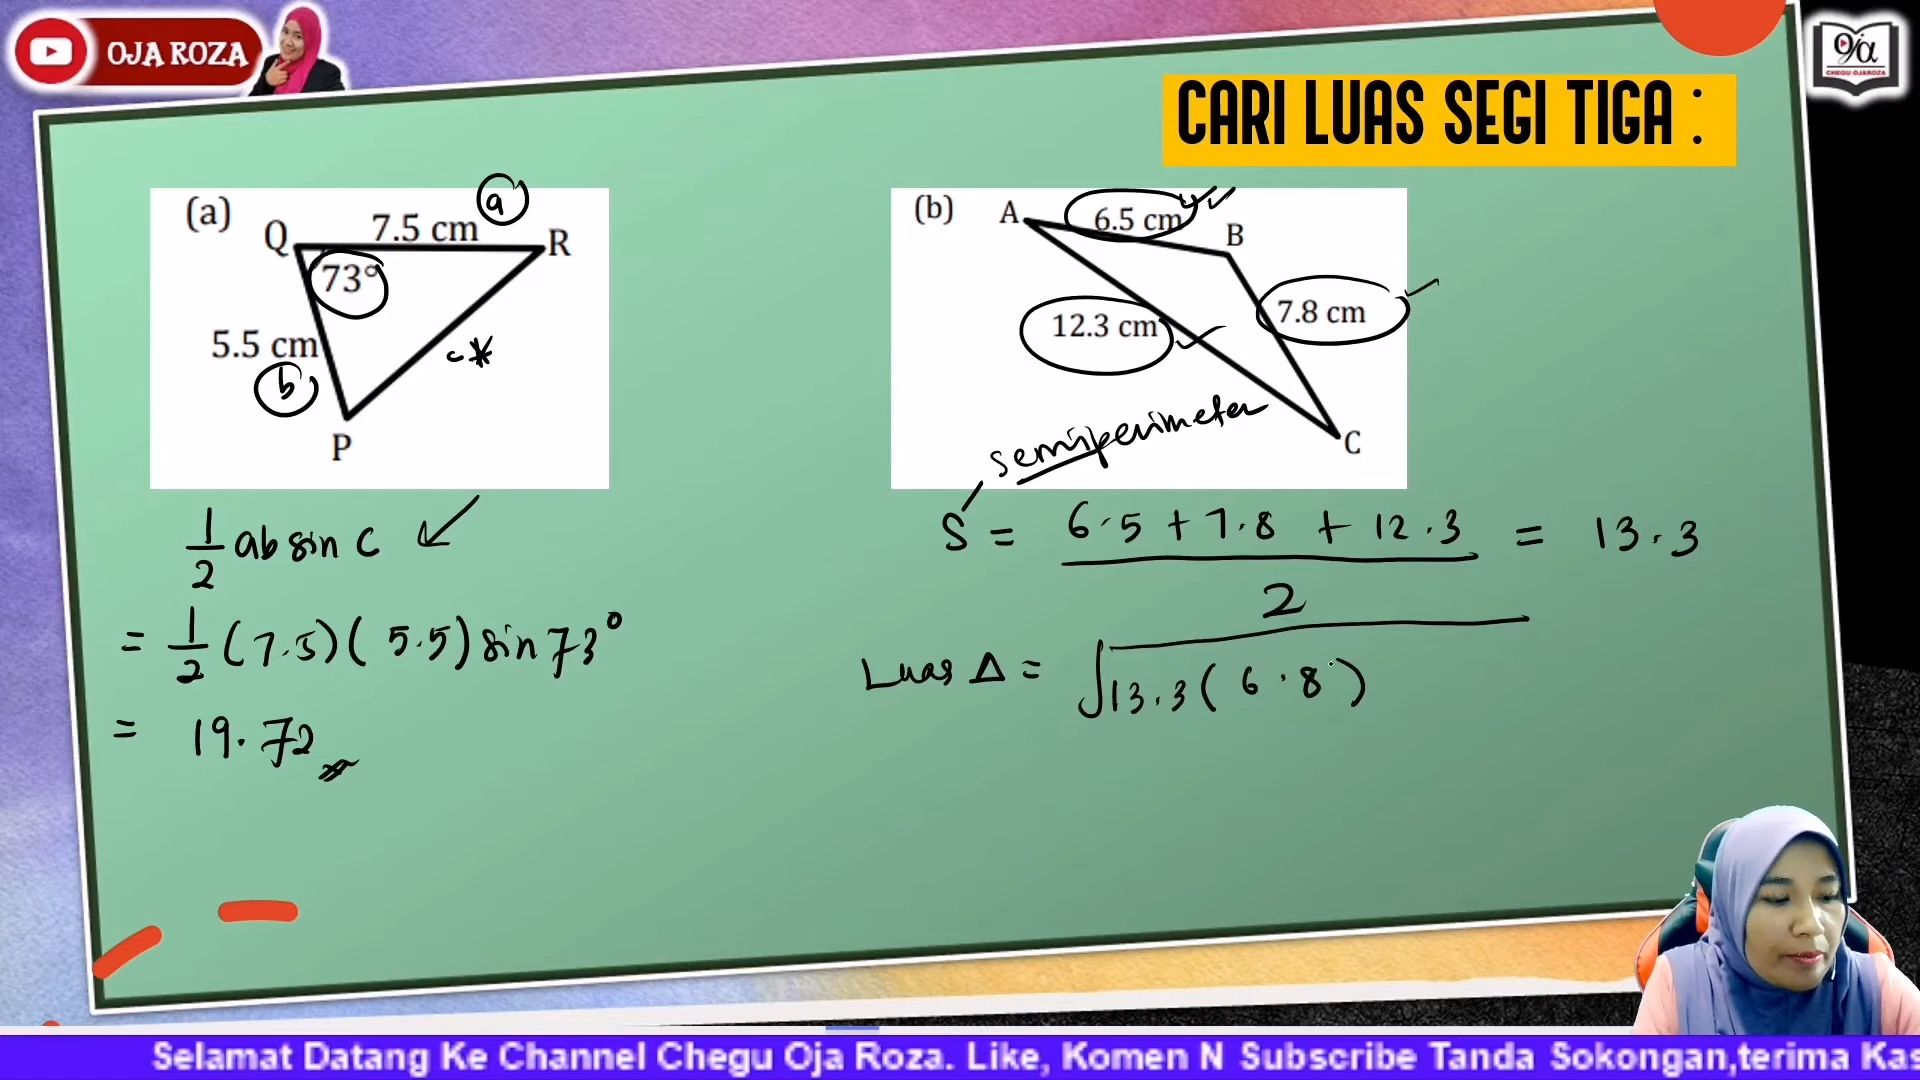 OJA ROZA
oja
CHEGU OJAROZA
CARI LUAS SEGI TIGA :
(a)
a
7.5 cm
Q
R
73°
5.5 cm
c*
b
P
(b)
A
6.5 cm
B
7.8 cm
12.3 cm
C
semiperimeter
1/2 ab sin C
S = (6.5 + 7.8 + 12.3)/2 = 13.3
= 1/2 (7.5)(5.5) sin 73°
Luas Δ = √13.3(6.8)
= 19.72
Selamat Datang Ke Channel Chegu Oja Roza. Like, Komen N Subscribe Tanda Sokongan,terima Kas